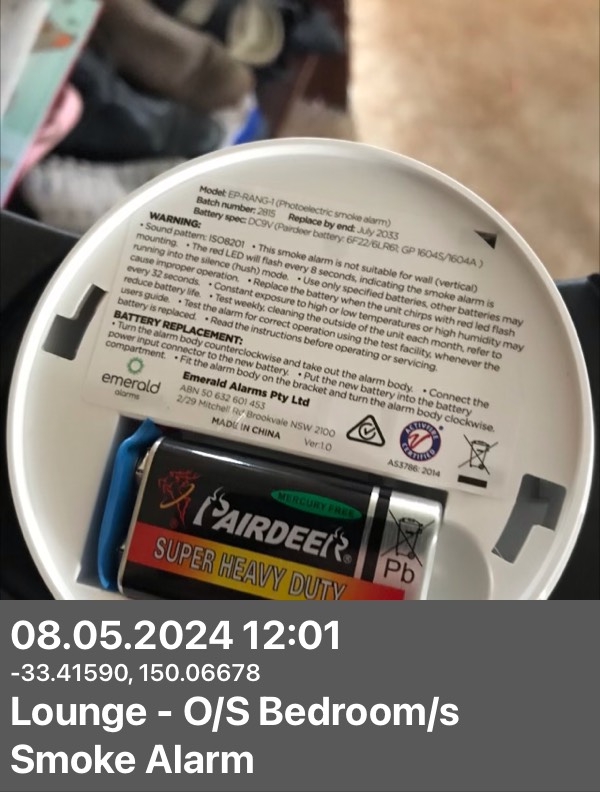 Model: EP-RANG-1 (Photoelectric smoke alarm)
Batch number: 2815 Replace by end: July 2033
Battery spec: DC9V (Pairdeer battery: 6F22/6LR61; GP 1604S/1604A )
WARNING:
• Sound pattern: ISO8201 • This smoke alarm is not suitable for wall (vertical)
mounting. • The red LED will flash every 8 seconds, indicating the smoke alarm is
running into the silence (hush) mode. • Use only specified batteries, other batteries may
cause improper operation. • Replace the battery when the unit chirps with red led flash
every 32 seconds. • Constant exposure to high or low temperatures or high humidity may
reduce battery life. • Test weekly, cleaning the outside of the unit each month, refer to
users guide. • Test the alarm for correct operation using the test facility, whenever the
battery is replaced. • Read the instructions before operating or servicing.
BATTERY REPLACEMENT:
• Turn the alarm body counterclockwise and take out the alarm body. • Connect the
power input connector to the new battery. • Put the new battery into the battery
compartment. • Fit the alarm body on the bracket and turn the alarm body clockwise.
emerald
alarms
Emerald Alarms Pty Ltd
ABN 50 632 601 453
2/29 Mitchell Rd Brookvale NSW 2100
MADE IN CHINA Ver:1.0
ACTIVFIRE
CERTIFIED
AS3786: 2014
MERCURY FREE
PAIRDEER®
SUPER HEAVY DUTY
Pb
08.05.2024 12:01
-33.41590, 150.06678
Lounge - O/S Bedroom/s
Smoke Alarm